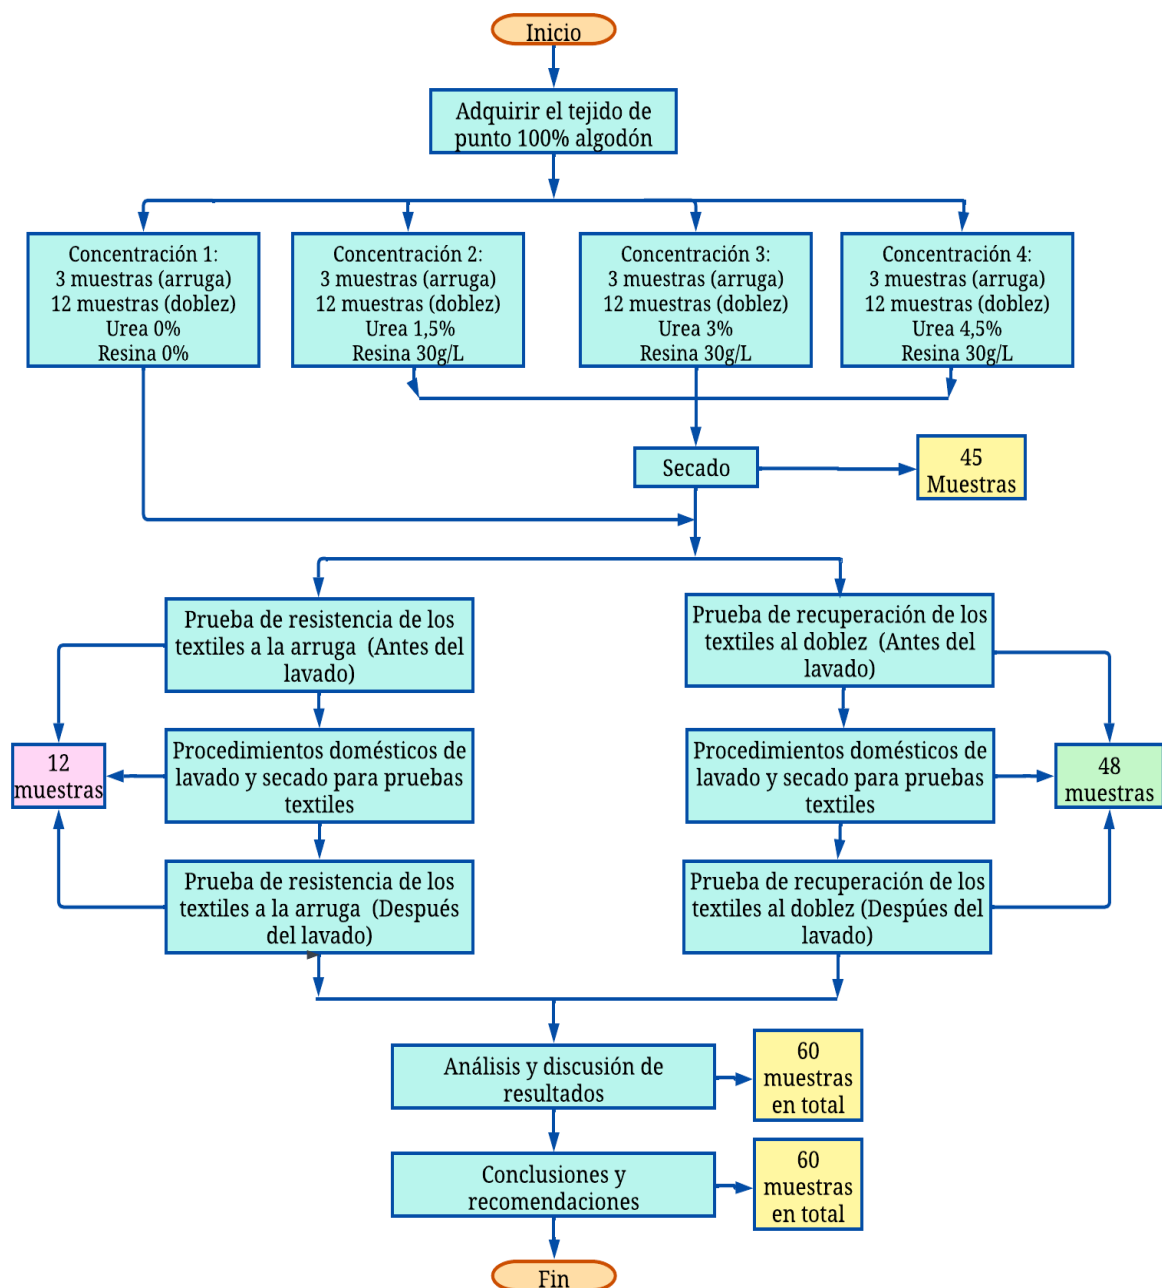 Inicio
Adquirir el tejido de
punto 100% algodón
Concentración 1:
3 muestras (arruga)
12 muestras (doblez)
Urea 0%
Resina 0%
Concentración 2:
3 muestras (arruga)
12 muestras (doblez)
Urea 1,5%
Resina 30g/L
Concentración 3:
3 muestras (arruga)
12 muestras (doblez)
Urea 3%
Resina 30g/L
Concentración 4:
3 muestras (arruga)
12 muestras (doblez)
Urea 4,5%
Resina 30g/L
Secado
45
Muestras
Prueba de resistencia de los
textiles a la arruga (Antes del
lavado)
Prueba de recuperación de los
textiles al doblez (Antes del
lavado)
12
muestras
Procedimientos domésticos de
lavado y secado para pruebas
textiles
Procedimientos domésticos de
lavado y secado para pruebas
textiles
48
muestras
Prueba de resistencia de los
textiles a la arruga (Después
del lavado)
Prueba de recuperación de los
textiles al doblez (Despúes del
lavado)
Análisis y discusión de
resultados
60
muestras
en total
Conclusiones y
recomendaciones
60
muestras
en total
Fin